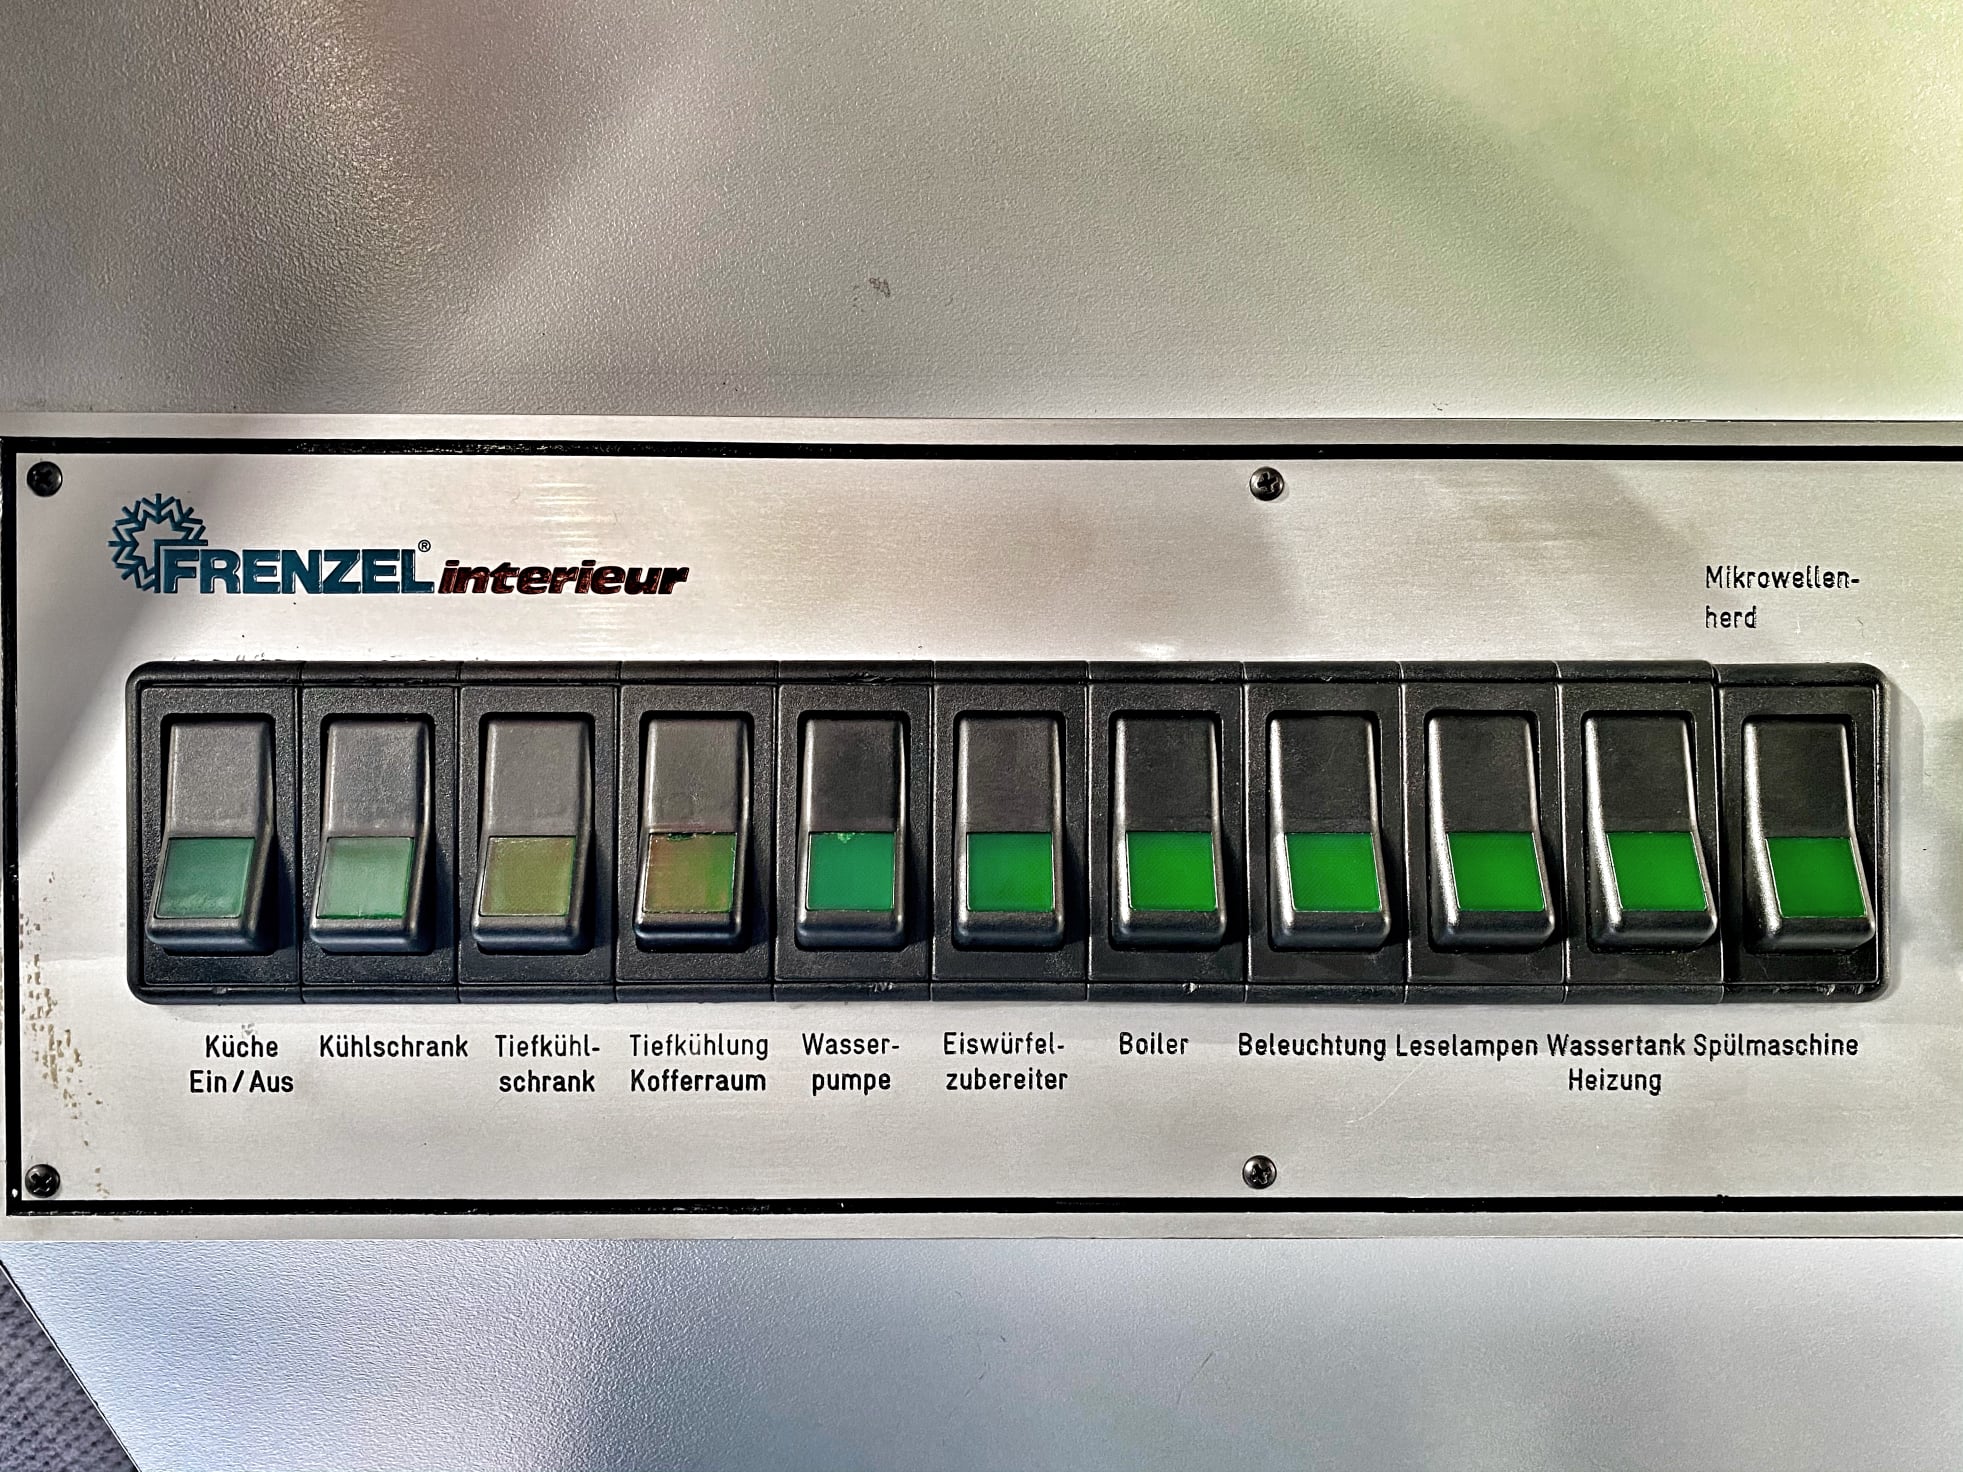 FRENZEL® interieur
Mikrowellen-
herd
Küche
Ein / Aus
Kühlschrank
Tiefkühl-
schrank
Tiefkühlung
Kofferraum
Wasser-
pumpe
Eiswürfel-
zubereiter
Boiler
Beleuchtung
Leselampen
Wassertank
Heizung
Spülmaschine